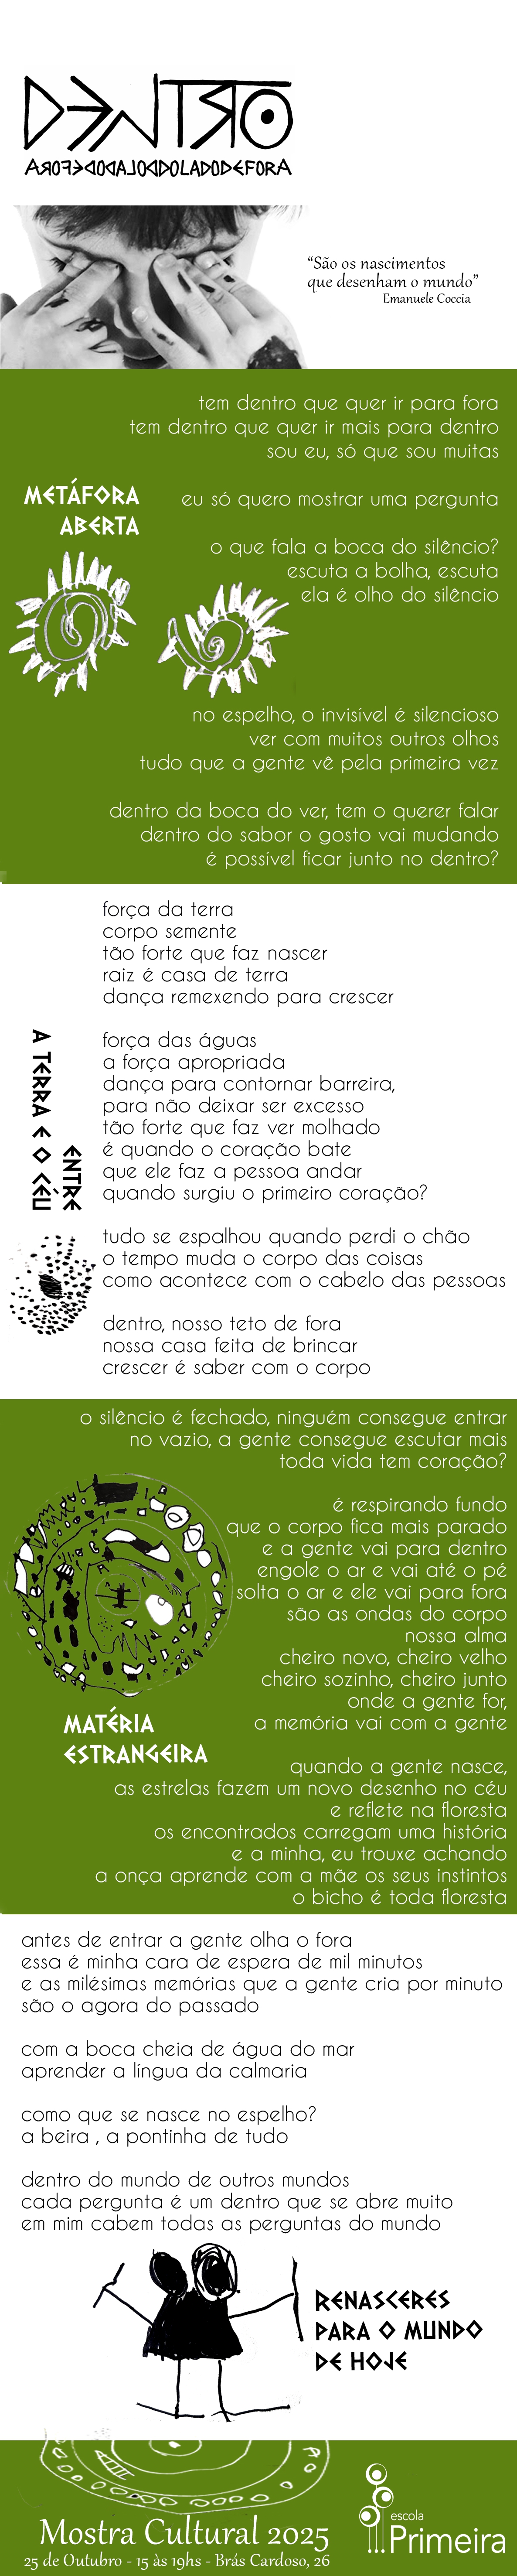 DENTRO
AROFEDODALODDOLADODEFORA
“São os nascimentos
que desenham o mundo”
Emanuele Coccia
tem dentro que quer ir para fora
tem dentro que quer ir mais para dentro
sou eu, só que sou muitas
METÁFORA
ABERTA
eu só quero mostrar uma pergunta
o que fala a boca do silêncio?
escuta a bolha, escuta
ela é olho do silêncio
no espelho, o invisível é silencioso
ver com muitos outros olhos
tudo que a gente vê pela primeira vez
dentro da boca do ver, tem o querer falar
dentro do sabor o gosto vai mudando
é possível ficar junto no dentro?
força da terra
corpo semente
tão forte que faz nascer
raiz é casa de terra
dança remexendo para crescer
ENTRE
A TERRA E O CÉU
força das águas
a força apropriada
dança para contornar barreira,
para não deixar ser excesso
tão forte que faz ver molhado
é quando o coração bate
que ele faz a pessoa andar
quando surgiu o primeiro coração?
tudo se espalhou quando perdi o chão
o tempo muda o corpo das coisas
como acontece com o cabelo das pessoas
dentro, nosso teto de fora
nossa casa feita de brincar
crescer é saber com o corpo
o silêncio é fechado, ninguém consegue entrar
no vazio, a gente consegue escutar mais
toda vida tem coração?
é respirando fundo
que o corpo fica mais parado
e a gente vai para dentro
engole o ar e vai até o pé
solta o ar e ele vai para fora
são as ondas do corpo
nossa alma
cheiro novo, cheiro velho
cheiro sozinho, cheiro junto
onde a gente for,
a memória vai com a gente
MATÉRIA
ESTRANGEIRA
quando a gente nasce,
as estrelas fazem um novo desenho no céu
e reflete na floresta
os encontrados carregam uma história
e a minha, eu trouxe achando
a onça aprende com a mãe os seus instintos
o bicho é toda floresta
antes de entrar a gente olha o fora
essa é minha cara de espera de mil minutos
e as milésimas memórias que a gente cria por minuto
são o agora do passado
com a boca cheia de água do mar
aprender a língua da calmaria
como que se nasce no espelho?
a beira , a pontinha de tudo
dentro do mundo de outros mundos
cada pergunta é um dentro que se abre muito
em mim cabem todas as perguntas do mundo
RENASCERES
PARA O MUNDO
DE HOJE
Mostra Cultural 2025
25 de Outubro - 15 às 19hs - Brás Cardoso, 26
escola
Primeira